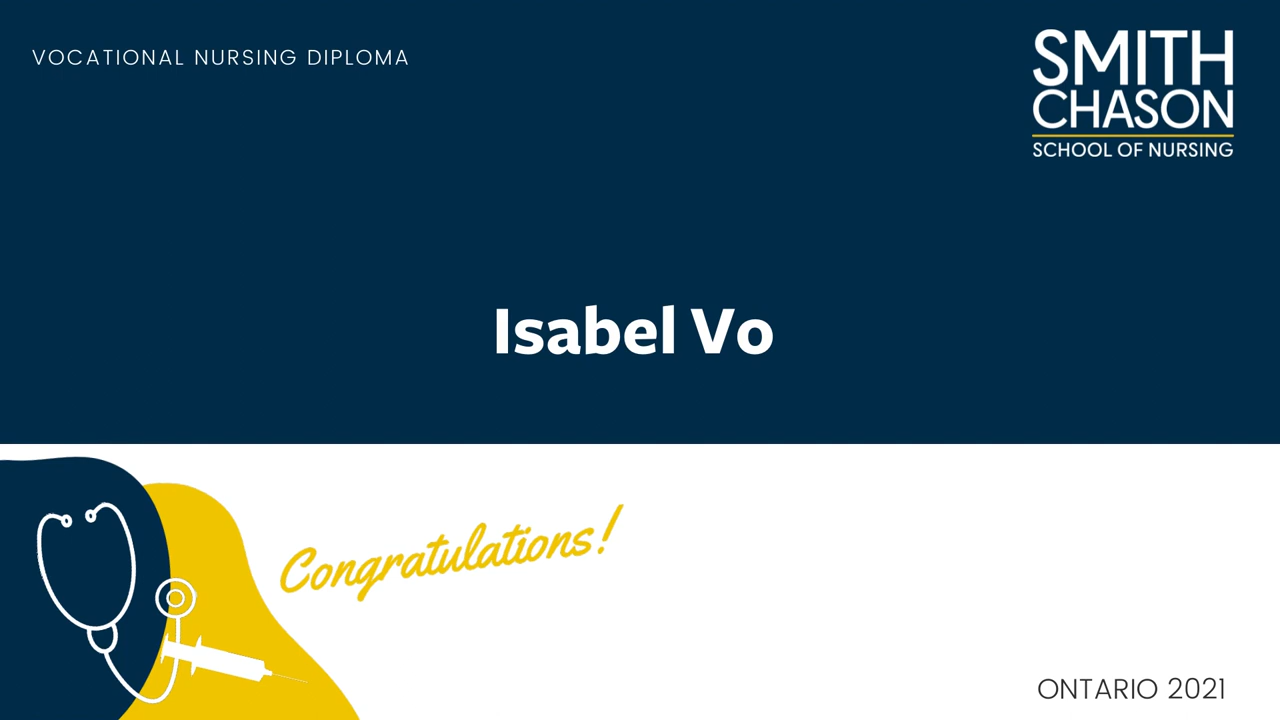 VOCATIONAL NURSING DIPLOMA
SMITH
CHASON
SCHOOL OF NURSING
Isabel Vo
Congratulations!
ONTARIO 2021